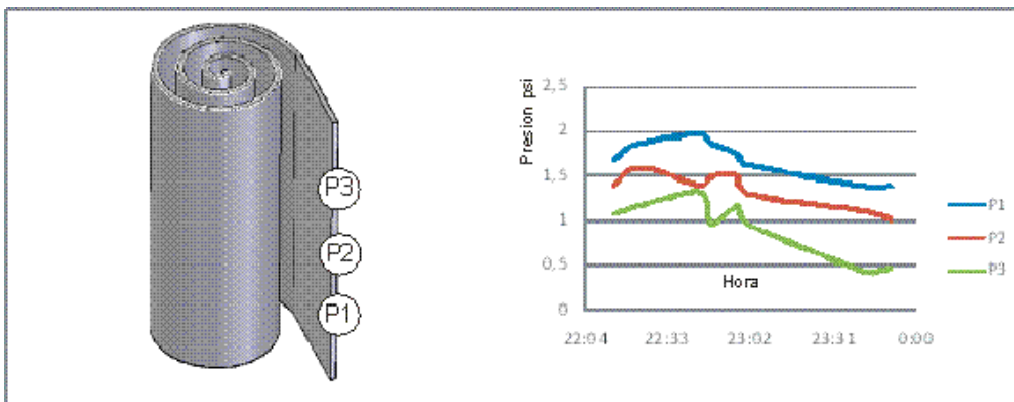 P3
P2
P1
Presion psi
2,5
2
1,5
1
0,5
0
Hora
22:04 22:33 23:02 23:31 0:00
P1
P2
P3